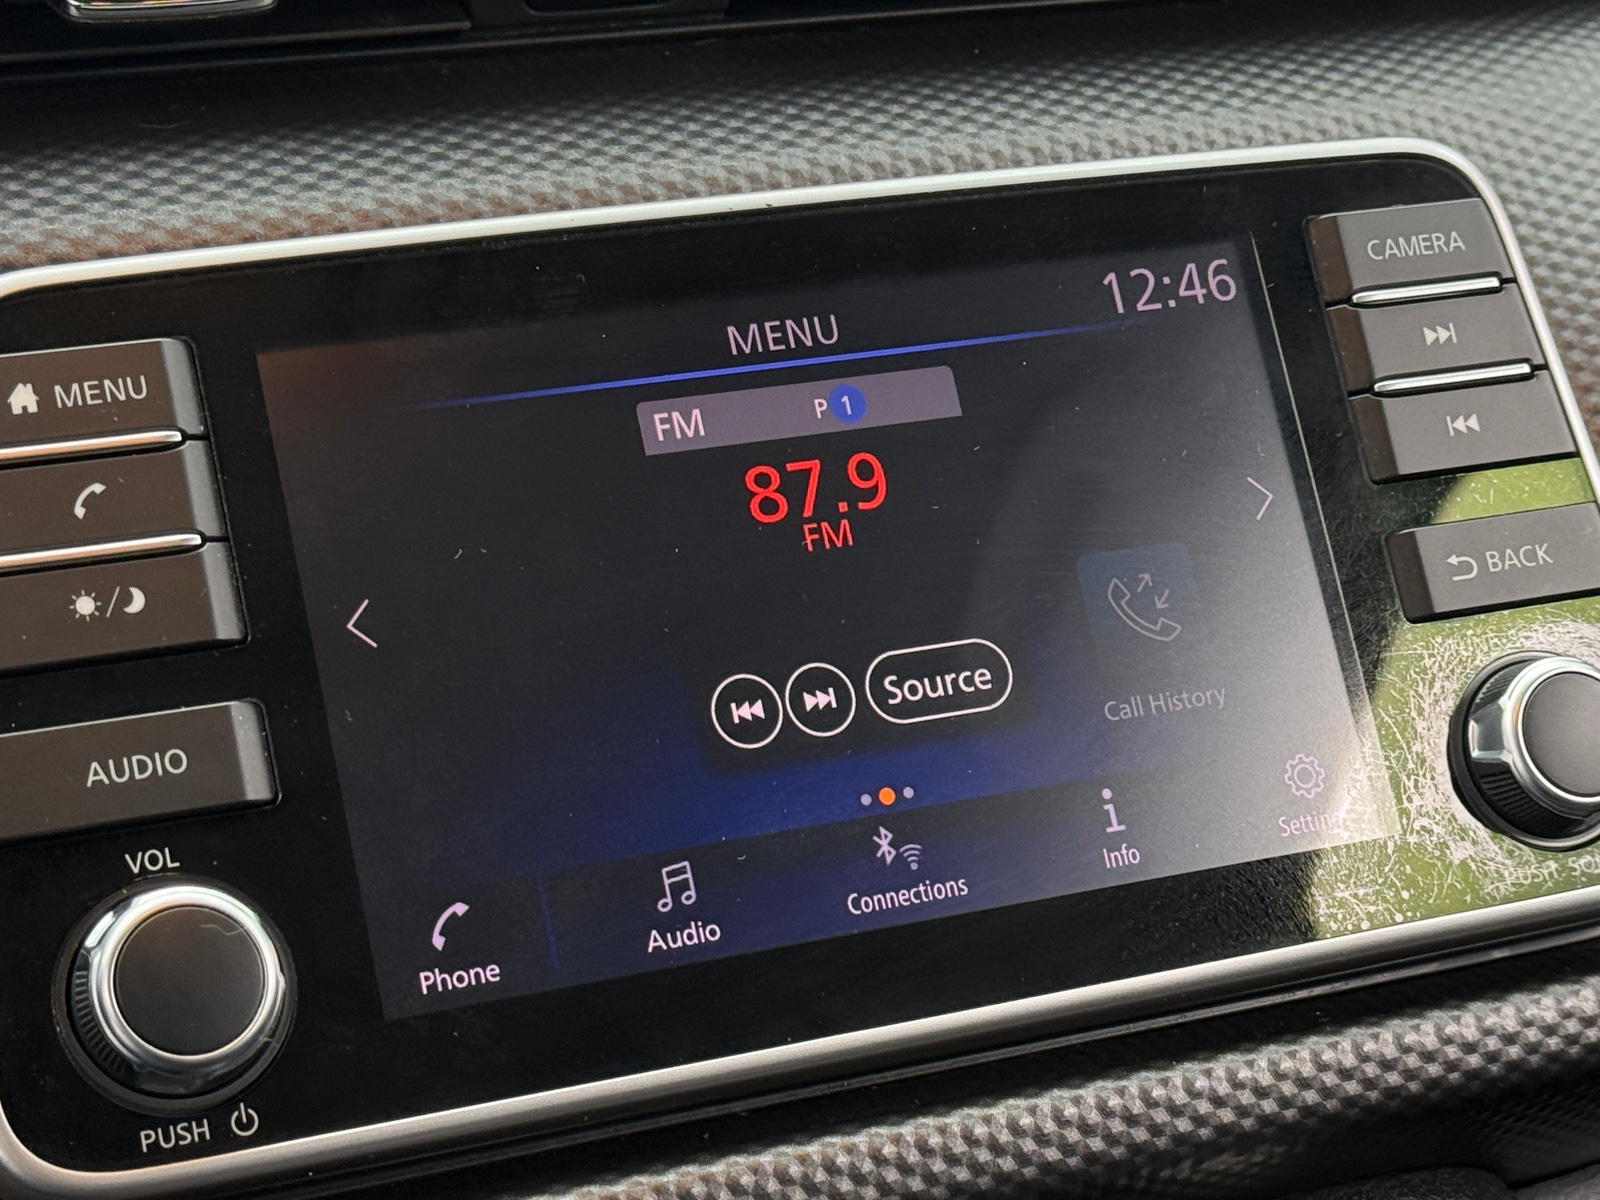 12:46
MENU
FM P 1
87.9
FM
Source
Call History
Phone
Audio
Connections
Info
MENU
AUDIO
VOL
PUSH
CAMERA
BACK
PUSH